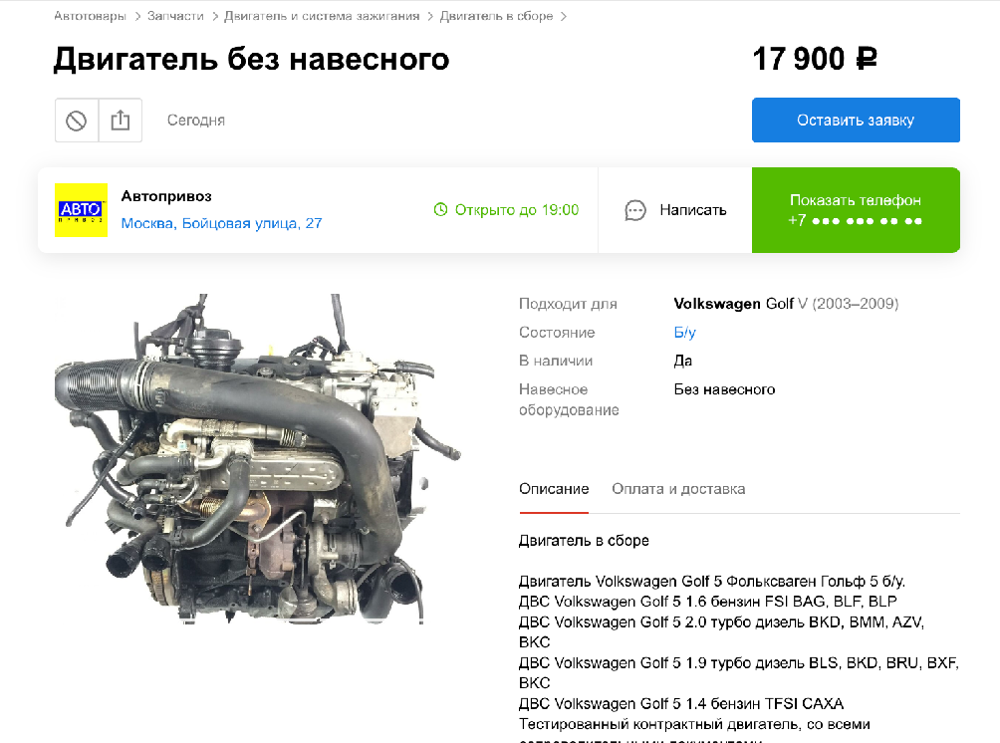 Автотовары > Запчасти > Двигатель и система зажигания > Двигатель в сборе >
Двигатель без навесного
17 900 ₽
Сегодня
Оставить заявку
АВТО
ПРИВОЗ
Автопривоз
Москва, Бойцовая улица, 27
Открыто до 19:00
Написать
Показать телефон
+7 ●●● ●●● ●● ●●
Подходит для Volkswagen Golf V (2003–2009)
Состояние Б/у
В наличии Да
Навесное Без навесного
оборудование
Описание Оплата и доставка
Двигатель в сборе
Двигатель Volkswagen Golf 5 Фольксваген Гольф 5 б/у.
ДВС Volkswagen Golf 5 1.6 бензин FSI BAG, BLF, BLP
ДВС Volkswagen Golf 5 2.0 турбо дизель BKD, BMM, AZV,
BKC
ДВС Volkswagen Golf 5 1.9 турбо дизель BLS, BKD, BRU, BXF,
BKC
ДВС Volkswagen Golf 5 1.4 бензин TFSI CAXA
Тестированный контрактный двигатель, со всеми